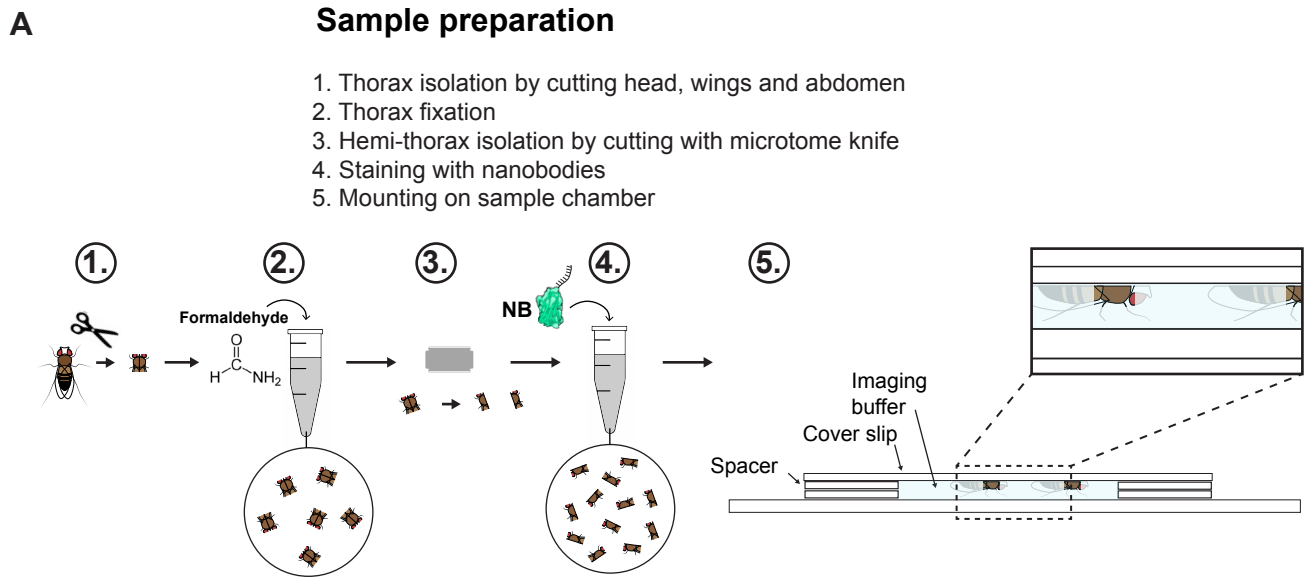 A
Sample preparation
1. Thorax isolation by cutting head, wings and abdomen
2. Thorax fixation
3. Hemi-thorax isolation by cutting with microtome knife
4. Staining with nanobodies
5. Mounting on sample chamber
1.
2.
3.
4.
5.
Formaldehyde
O
C
H
NH₂
NB
Imaging
buffer
Cover slip
Spacer